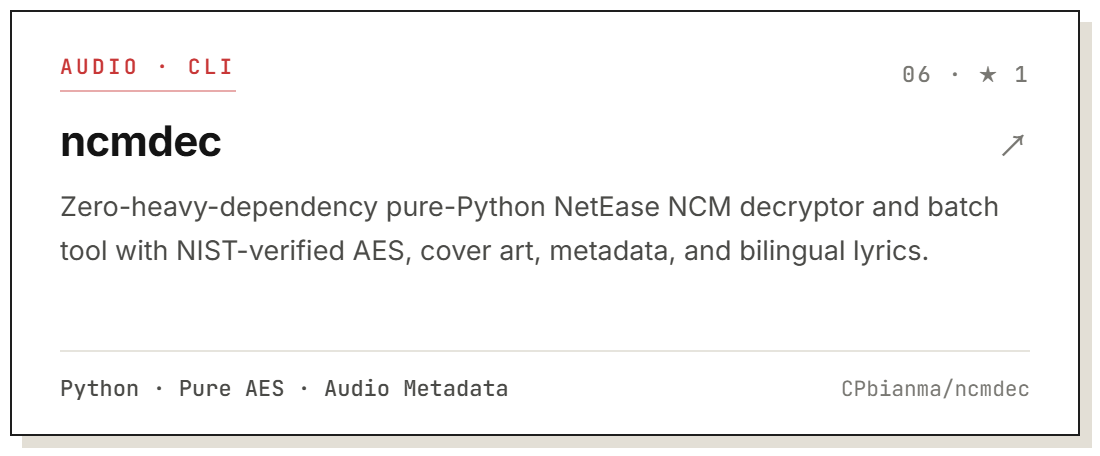 AUDIO · CLI
06 · ★ 1
ncmdec
↗
Zero-heavy-dependency pure-Python NetEase NCM decryptor and batch
tool with NIST-verified AES, cover art, metadata, and bilingual lyrics.
Python · Pure AES · Audio Metadata
CPbianma/ncmdec